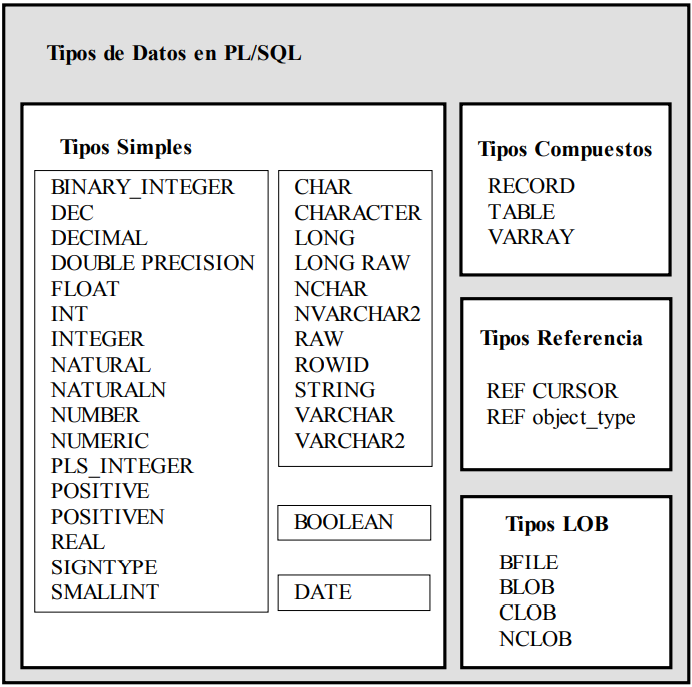 Tipos de Datos en PL/SQL
Tipos Simples
BINARY_INTEGER
DEC
DECIMAL
DOUBLE PRECISION
FLOAT
INT
INTEGER
NATURAL
NATURALN
NUMBER
NUMERIC
PLS_INTEGER
POSITIVE
POSITIVEN
REAL
SIGNTYPE
SMALLINT
CHAR
CHARACTER
LONG
LONG RAW
NCHAR
NVARCHAR2
RAW
ROWID
STRING
VARCHAR
VARCHAR2
BOOLEAN
DATE
Tipos Compuestos
RECORD
TABLE
VARRAY
Tipos Referencia
REF CURSOR
REF object_type
Tipos LOB
BFILE
BLOB
CLOB
NCLOB